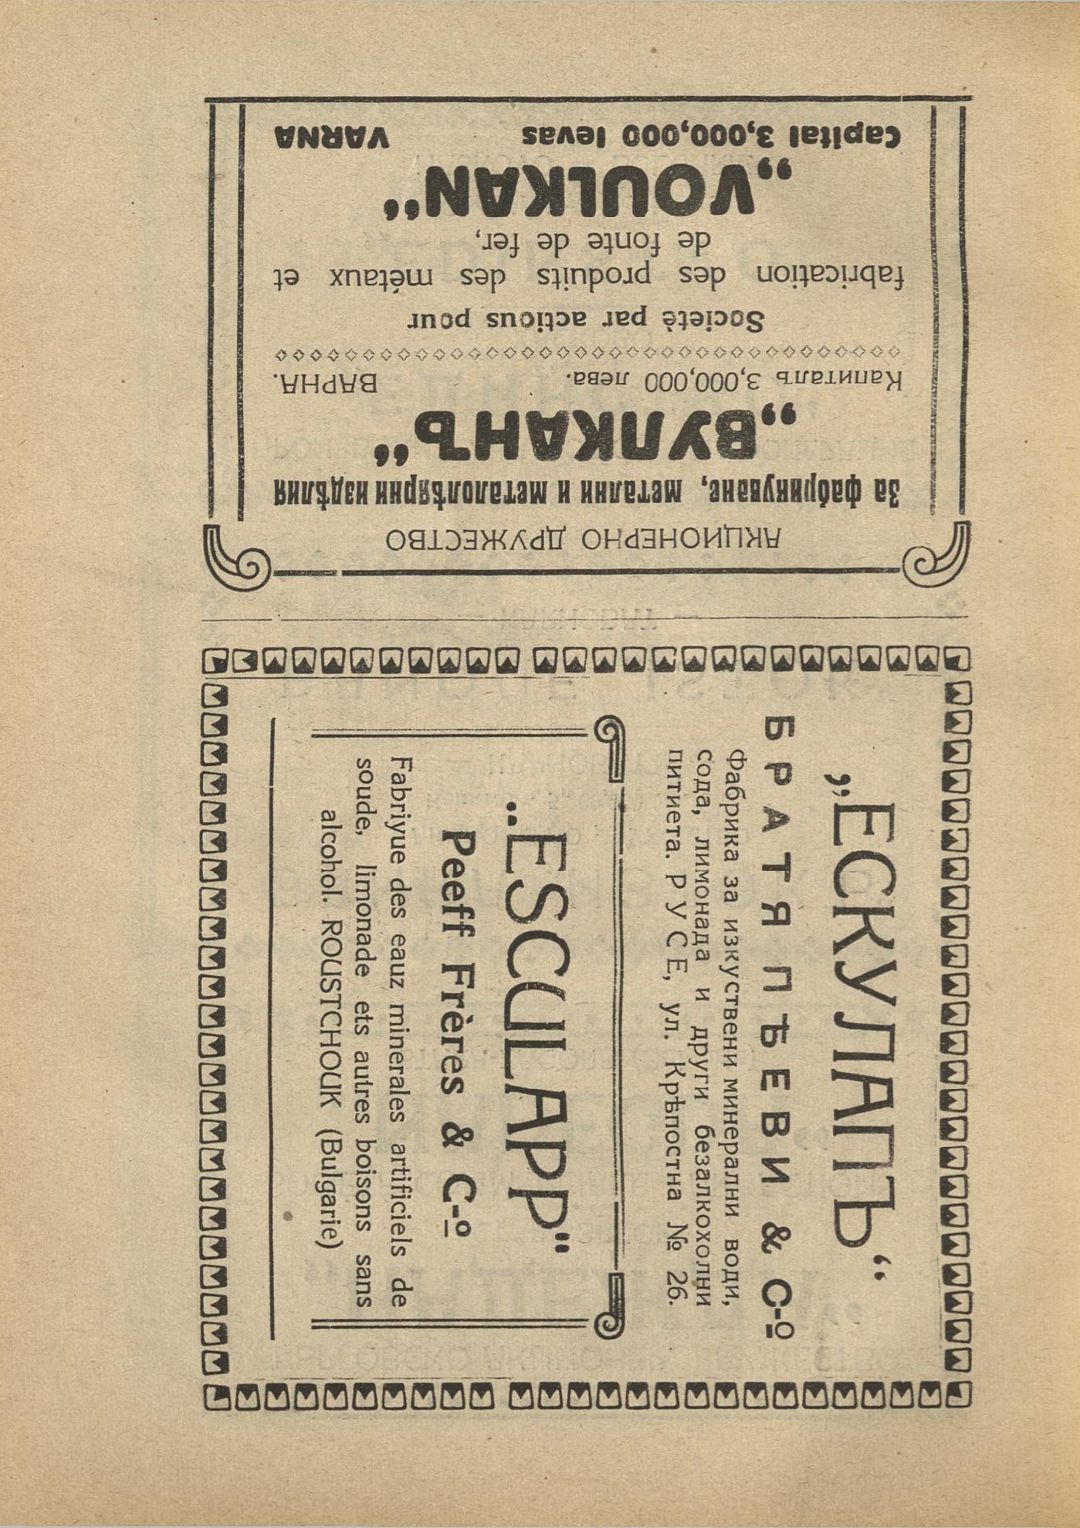 АКЦИОНЕРНО ДРУЖЕСТВО
За фабрикуване, метални и металолѣярни издѣлия
„ВУЛКАНЪ“
Капиталъ 3,000,000 лева. ВАРНА.
Societè par actious pour
fabrication des produits des métaux et
de fonte de fer,
„VOULKAN“
Capital 3,000,000 levas VARNA
„ЕСКУЛАПЪ“
БРАТЯ ПѢЕВИ & С-о
Фабрика за изкуствени минерални води,
сода, лимонада и други безалкохолни
питиета. РУСЕ, ул. Крѣпостна № 26.
„ESCULAPP“
Peeff Frères & C-o
Fabriyue des eauz minerales artificiels de
soude, limonade ets autres boisons sans
alcohol. ROUSTCHOUK (Bulgarie)